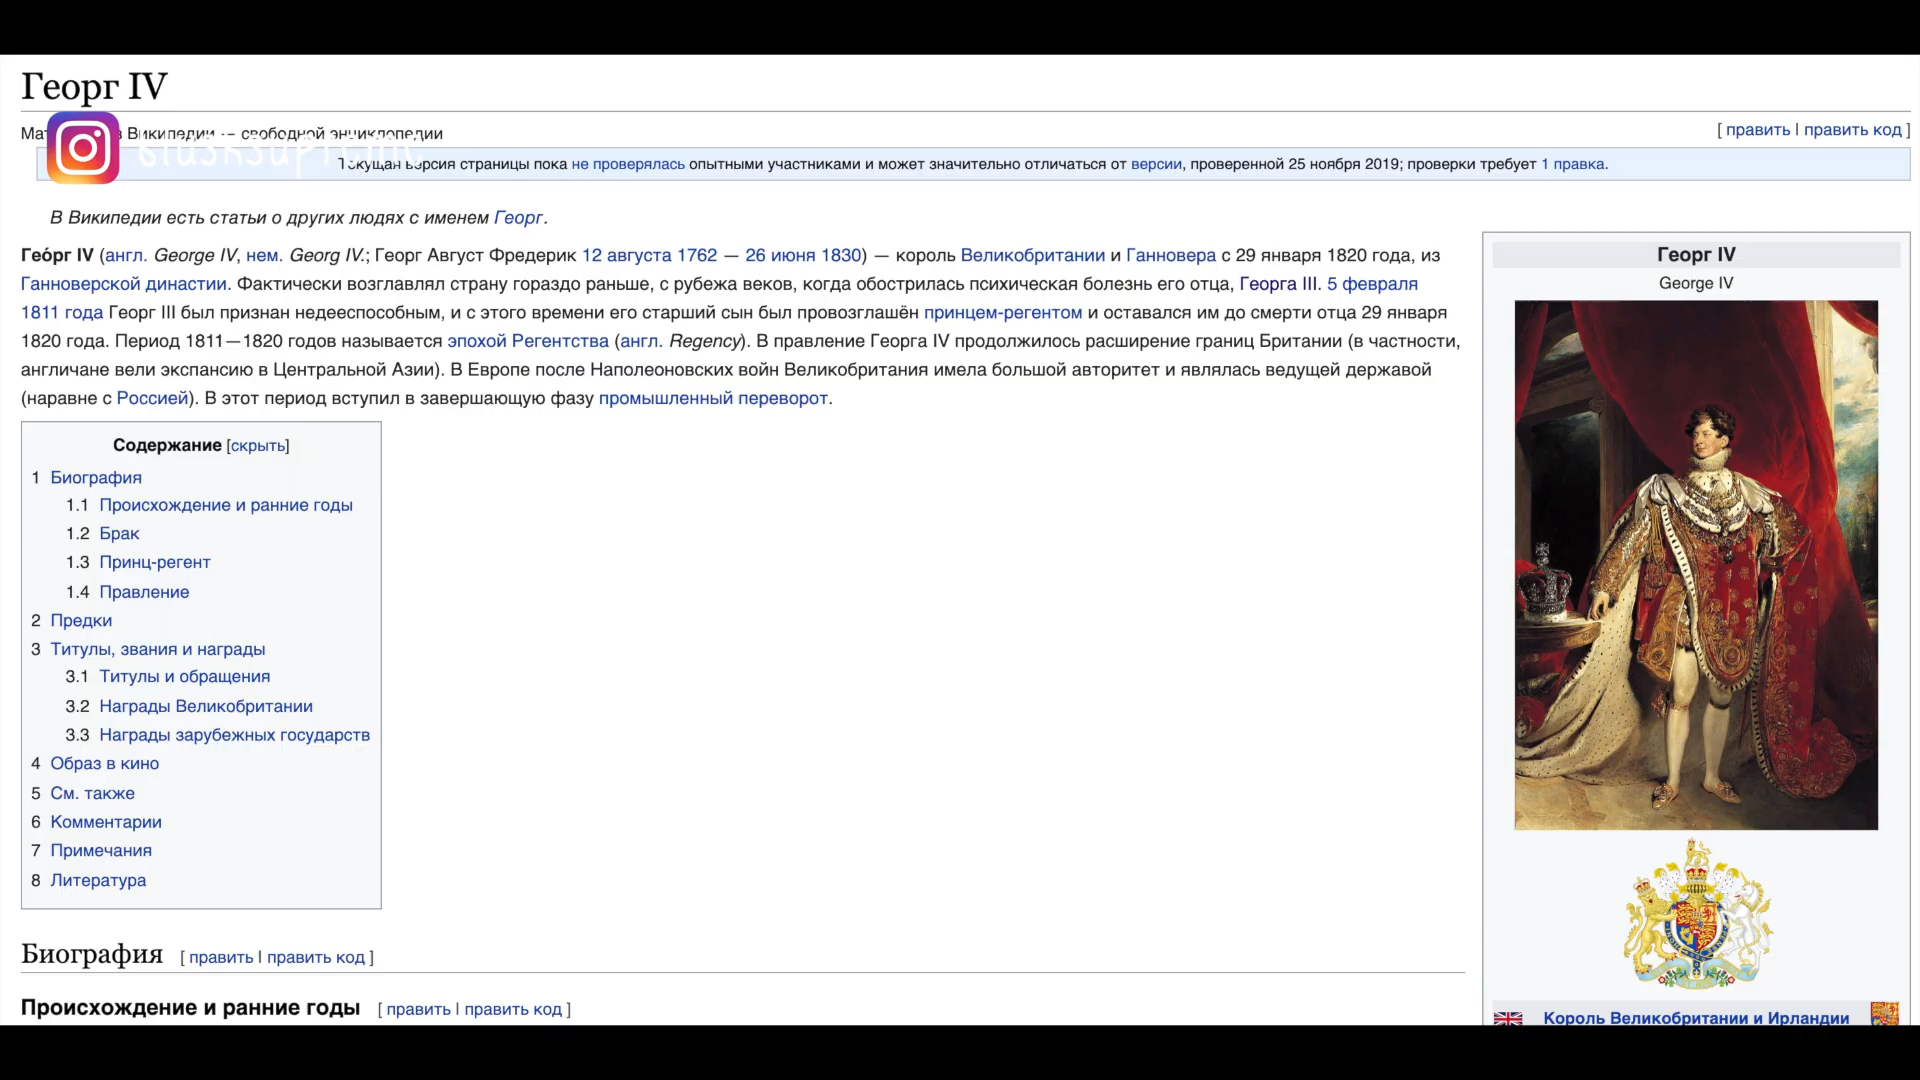 Георг IV
Материал из Википедии — свободной энциклопедии
[ править | править код ]
Текущая версия страницы пока не проверялась опытными участниками и может значительно отличаться от версии, проверенной 25 ноября 2019; проверки требует 1 правка.
В Википедии есть статьи о других людях с именем Георг.
Гео́рг IV (англ. George IV, нем. Georg IV.; Георг Август Фредерик 12 августа 1762 — 26 июня 1830) — король Великобритании и Ганновера с 29 января 1820 года, из
Ганноверской династии. Фактически возглавлял страну гораздо раньше, с рубежа веков, когда обострилась психическая болезнь его отца, Георга III. 5 февраля
1811 года Георг III был признан недееспособным, и с этого времени его старший сын был провозглашён принцем-регентом и оставался им до смерти отца 29 января
1820 года. Период 1811—1820 годов называется эпохой Регентства (англ. Regency). В правление Георга IV продолжилось расширение границ Британии (в частности,
англичане вели экспансию в Центральной Азии). В Европе после Наполеоновских войн Великобритания имела большой авторитет и являлась ведущей державой
(наравне с Россией). В этот период вступил в завершающую фазу промышленный переворот.
Содержание [скрыть]
1 Биография
1.1 Происхождение и ранние годы
1.2 Брак
1.3 Принц-регент
1.4 Правление
2 Предки
3 Титулы, звания и награды
3.1 Титулы и обращения
3.2 Награды Великобритании
3.3 Награды зарубежных государств
4 Образ в кино
5 См. также
6 Комментарии
7 Примечания
8 Литература
Биография [ править | править код ]
Происхождение и ранние годы [ править | править код ]
Георг IV
George IV
Король Великобритании и Ирландии